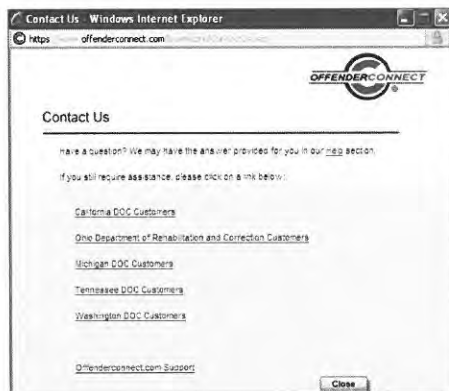 Contact Us - Windows Internet Explorer
https offenderconnect.com
OFFENDERCONNECT
Contact Us
Have a question? We may have the answer provided for you in our Help section.
If you still require assistance, please click on a link below:
California DOC Customers
Ohio Department of Rehabilitation and Correction Customers
Michigan DOC Customers
Tennessee DOC Customers
Washington DOC Customers
Offenderconnect.com Support
Close